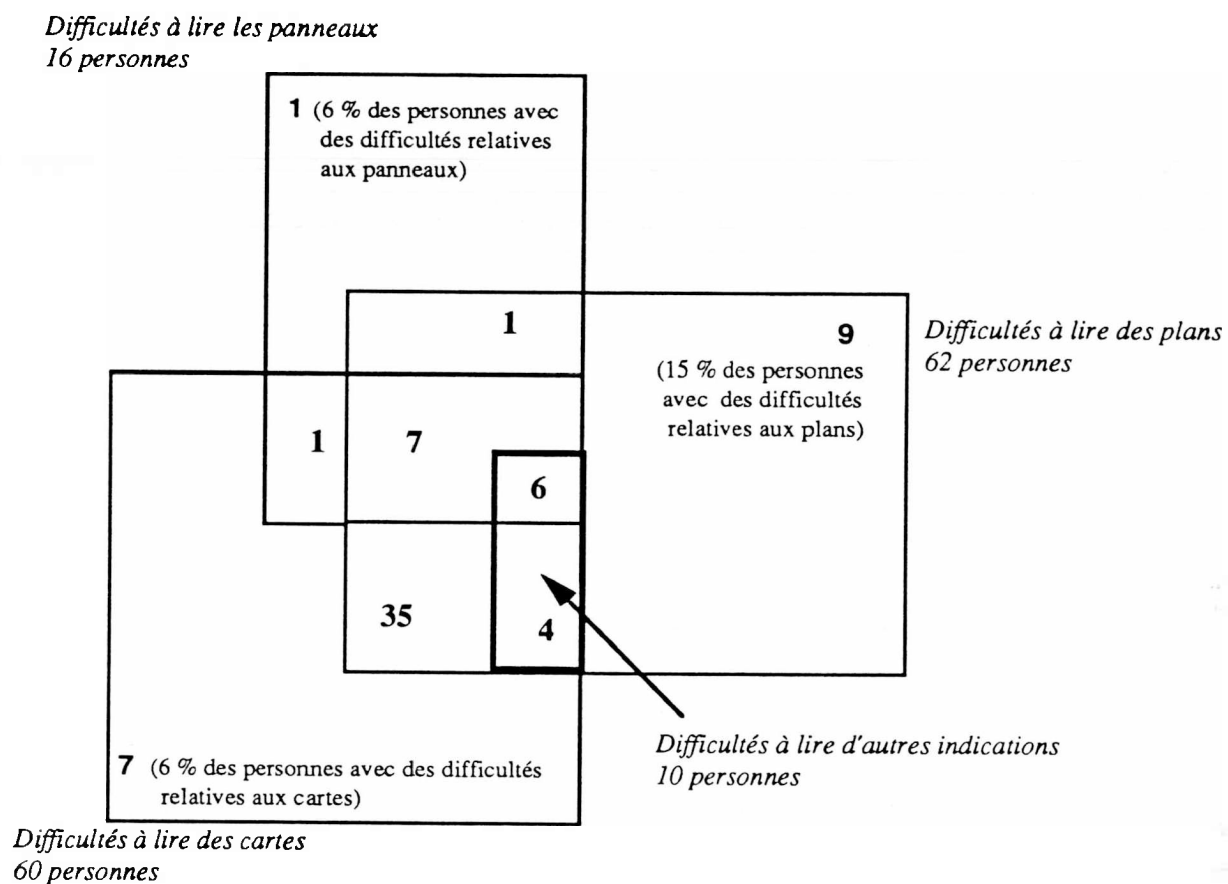 Difficultés à lire les panneaux
16 personnes
1 (6 % des personnes avec
des difficultés relatives
aux panneaux)
1
9
(15 % des personnes
avec des difficultés
relatives aux plans)
Difficultés à lire des plans
62 personnes
1
7
6
35
4
Difficultés à lire d'autres indications
10 personnes
7 (6 % des personnes avec des difficultés
relatives aux cartes)
Difficultés à lire des cartes
60 personnes